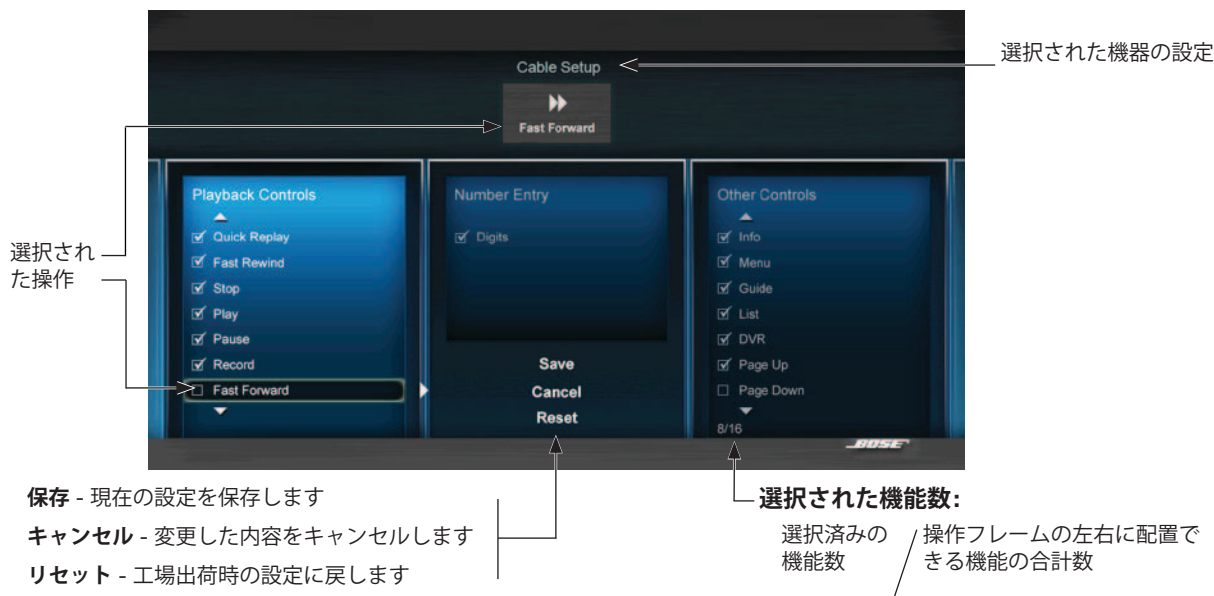 選択された機器の設定
Cable Setup
Fast Forward
Playback Controls
Quick Replay
Fast Rewind
Stop
Play
Pause
Record
Fast Forward
Number Entry
Digits
Save
Cancel
Reset
Other Controls
Info
Menu
Guide
List
DVR
Page Up
Page Down
8/16
BOSE
選択され
た操作
保存 - 現在の設定を保存します
キャンセル - 変更した内容をキャンセルします
リセット - 工場出荷時の設定に戻します
選択された機能数:
選択済みの
機能数
操作フレームの左右に配置で
きる機能の合計数